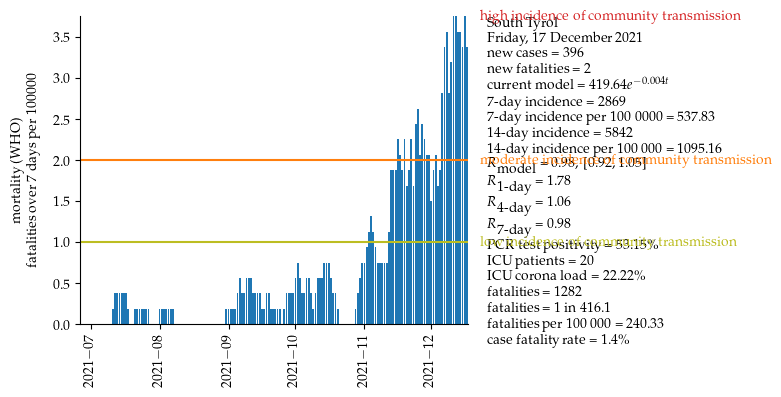 high incidence of community transmission
South Tyrol
Friday, 17 December 2021
new cases = 396
new fatalities = 2
current model = 419.64e^{−0.004t}
7-day incidence = 2869
7-day incidence per 100 0000 = 537.83
14-day incidence = 5842
14-day incidence per 100 000 = 1095.16
moderate incidence of community transmission
R_model = 0.98, [0.92, 1.05]
R_1-day = 1.78
R_4-day = 1.06
R_7-day = 0.98
low incidence of community transmission
PCR test positivity = 53.15%
ICU patients = 20
ICU corona load = 22.22%
fatalities = 1282
fatalities = 1 in 416.1
fatalities per 100 000 = 240.33
case fatality rate = 1.4%
mortality (WHO)
fatalities over 7 days per 100000
3.5
3.0
2.5
2.0
1.5
1.0
0.5
0.0
2021−07
2021−08
2021−09
2021−10
2021−11
2021−12